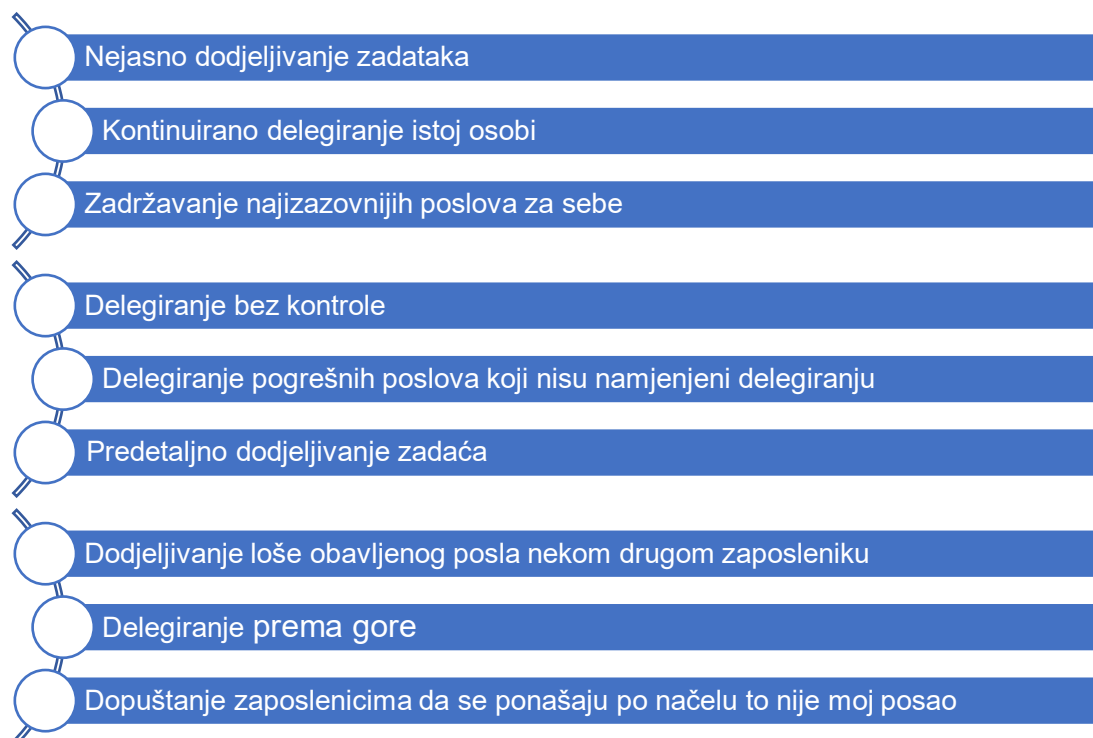 Nejasno dodjeljivanje zadataka
Kontinuirano delegiranje istoj osobi
Zadržavanje najizazovnijih poslova za sebe
Delegiranje bez kontrole
Delegiranje pogrešnih poslova koji nisu namjenjeni delegiranju
Predetaljno dodjeljivanje zadaća
Dodjeljivanje loše obavljenog posla nekom drugom zaposleniku
Delegiranje prema gore
Dopuštanje zaposlenicima da se ponašaju po načelu to nije moj posao